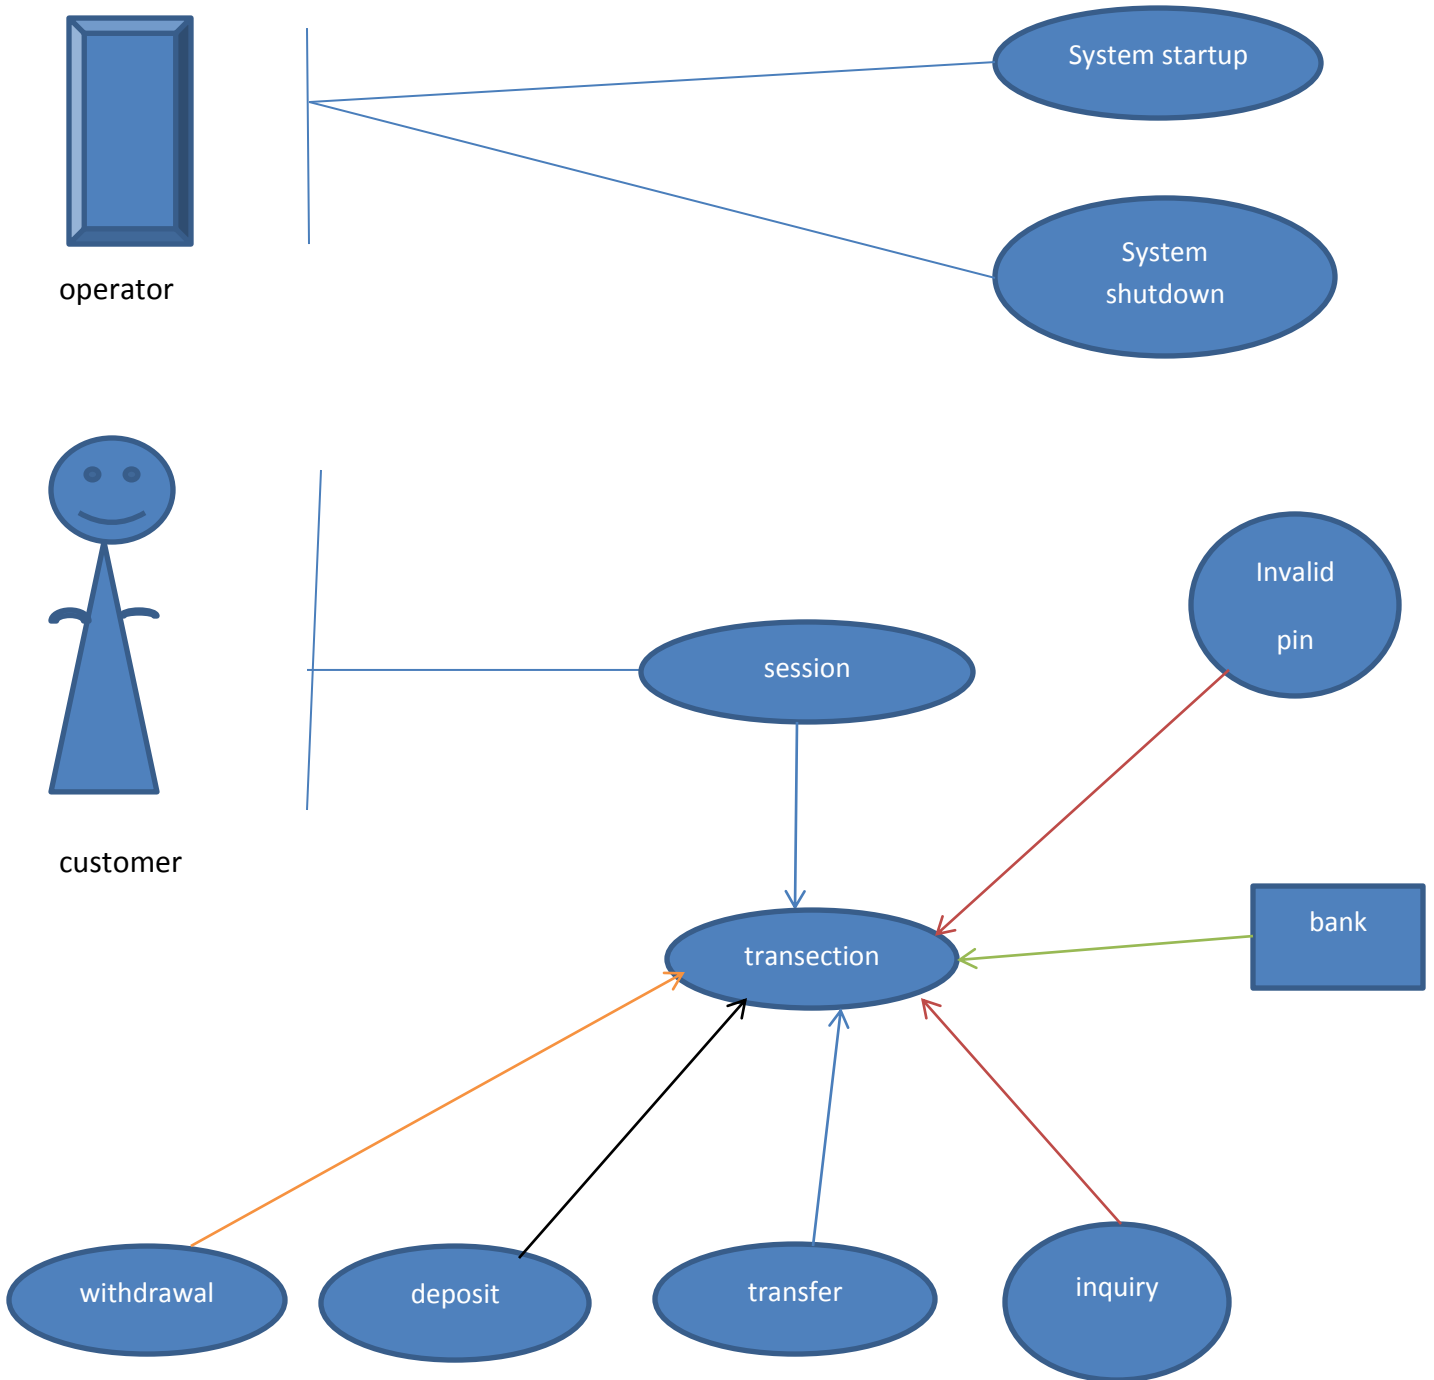 System startup
System
shutdown
operator
Invalid
pin
session
customer
bank
transection
withdrawal
deposit
transfer
inquiry